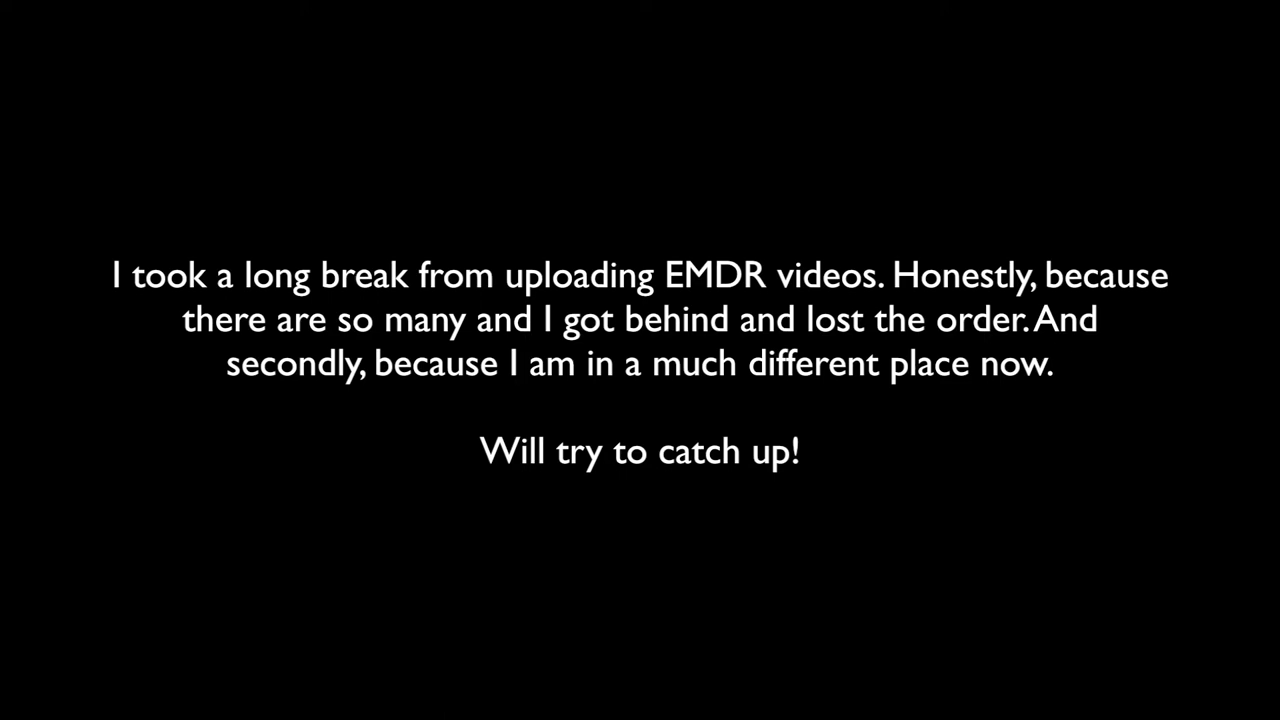 I took a long break from uploading EMDR videos. Honestly, because
there are so many and I got behind and lost the order. And
secondly, because I am in a much different place now.
Will try to catch up!